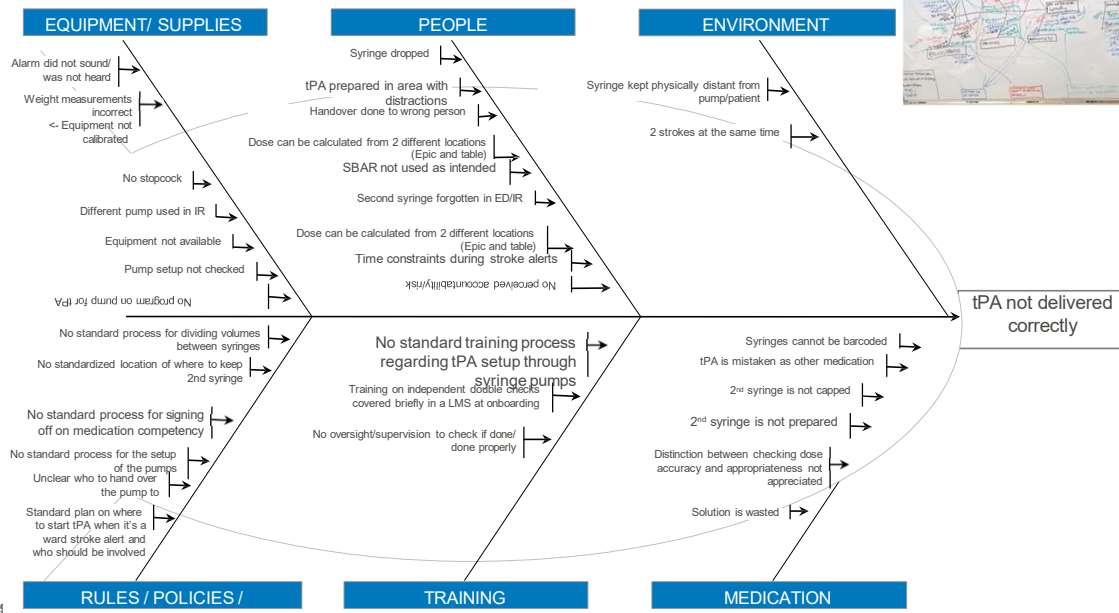 EQUIPMENT/ SUPPLIES
PEOPLE
ENVIRONMENT
Alarm did not sound/
was not heard
Weight measurements
incorrect
<- Equipment not
calibrated
No stopcock
Different pump used in IR
Equipment not available
Pump setup not checked
No program on pump for tPA
Syringe dropped
tPA prepared in area with
distractions
Handover done to wrong person
Dose can be calculated from 2 different locations
(Epic and table)
SBAR not used as intended
Second syringe forgotten in ED/IR
Dose can be calculated from 2 different locations
(Epic and table)
Time constraints during stroke alerts
No perceived accountability/risk
Syringe kept physically distant from
pump/patient
2 strokes at the same time
tPA not delivered
correctly
No standard process for dividing volumes
between syringes
No standardized location of where to keep
2nd syringe
No standard process for signing
off on medication competency
No standard process for the setup
of the pumps
Unclear who to hand over
the pump to
Standard plan on where
to start tPA when it's a
ward stroke alert and
who should be involved
No standard training process
regarding tPA setup through
syringe pumps
Training on independent double checks
covered briefly in a LMS at onboarding
No oversight/supervision to check if done/
done properly
Syringes cannot be barcoded
tPA is mistaken as other medication
2nd syringe is not capped
2nd syringe is not prepared
Distinction between checking dose
accuracy and appropriateness not
appreciated
Solution is wasted
RULES / POLICIES /
TRAINING
MEDICATION